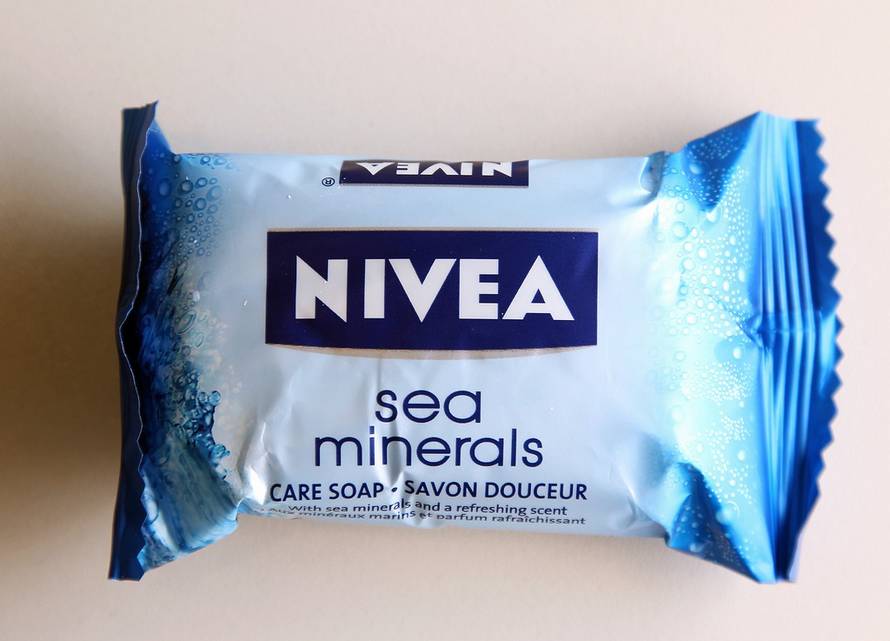 NIVEA
®
NIVEA
sea
minerals
CARE SOAP • SAVON DOUCEUR
With sea minerals and a refreshing scent
minéraux marins et parfum rafraîchissant